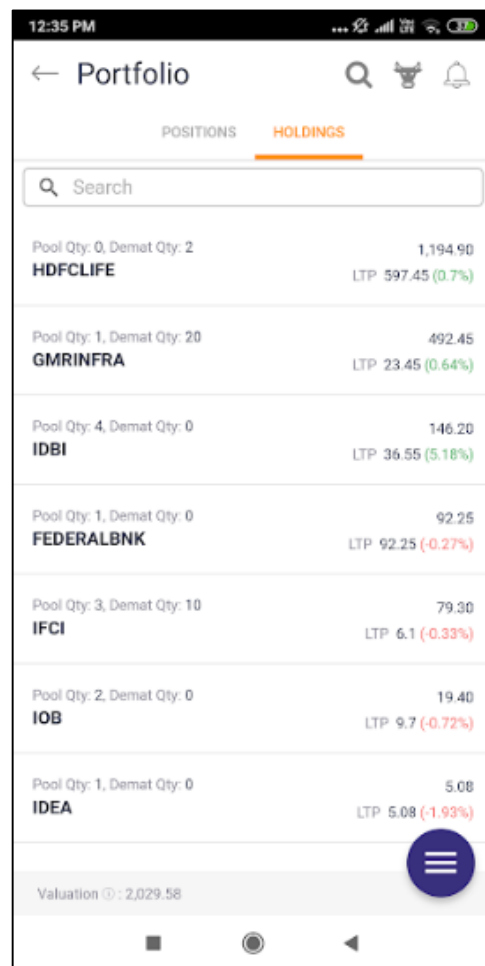 12:35 PM
← Portfolio
POSITIONS HOLDINGS
Search
Pool Qty: 0, Demat Qty: 2 1,194.90
HDFCLIFE LTP 597.45 (0.7%)
Pool Qty: 1, Demat Qty: 20 492.45
GMRINFRA LTP 23.45 (0.64%)
Pool Qty: 4, Demat Qty: 0 146.20
IDBI LTP 36.55 (5.18%)
Pool Qty: 1, Demat Qty: 0 92.25
FEDERALBNK LTP 92.25 (-0.27%)
Pool Qty: 3, Demat Qty: 10 79.30
IFCI LTP 6.1 (-0.33%)
Pool Qty: 2, Demat Qty: 0 19.40
IOB LTP 9.7 (-0.72%)
Pool Qty: 1, Demat Qty: 0 5.08
IDEA LTP 5.08 (-1.93%)
Valuation ⓘ : 2,029.58